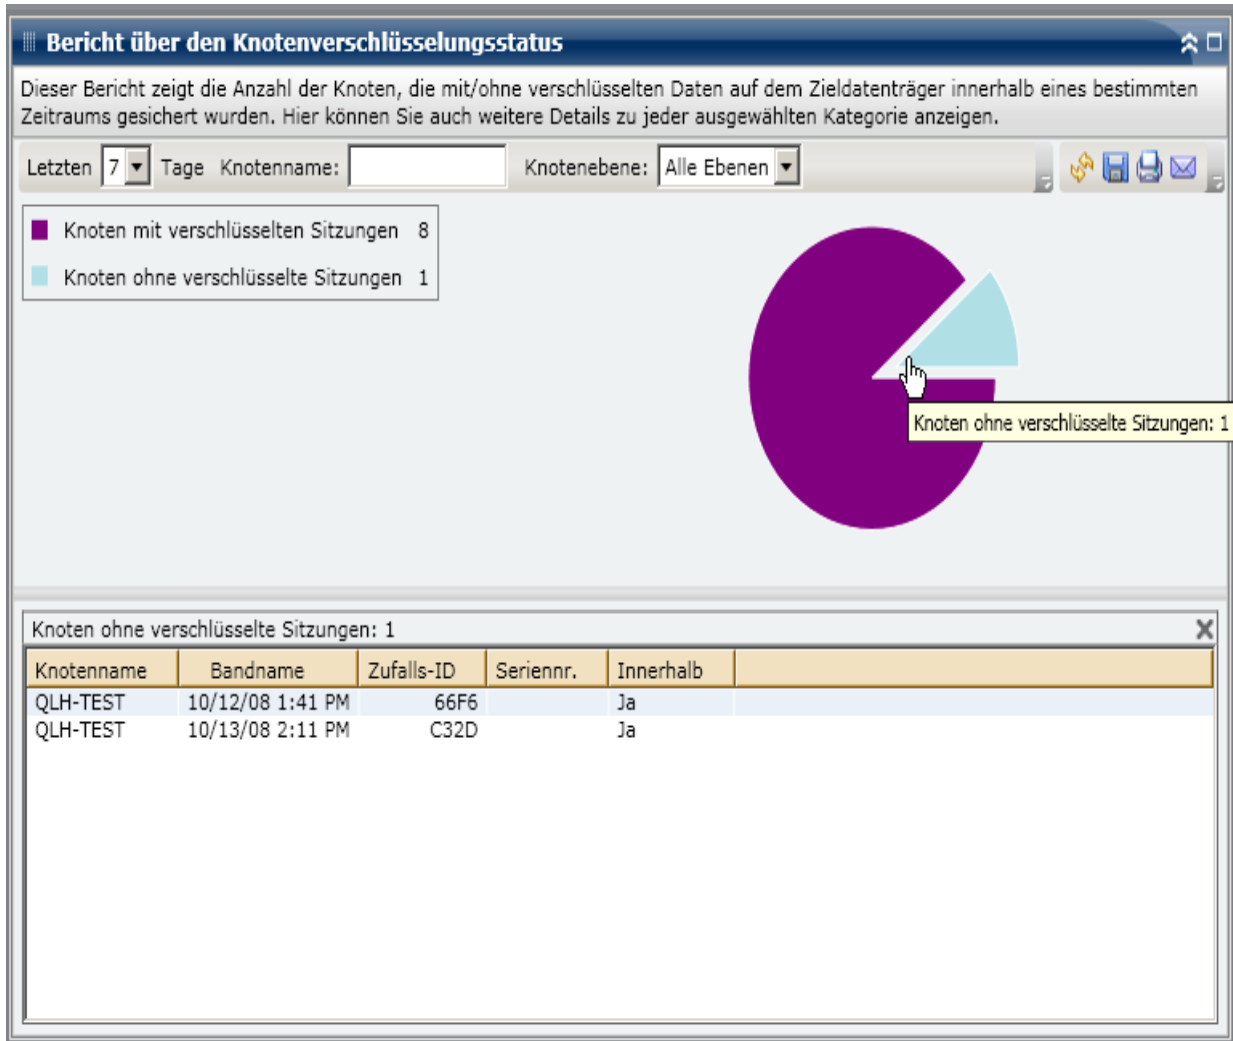 Bericht über den Knotenverschlüsselungsstatus
Dieser Bericht zeigt die Anzahl der Knoten, die mit/ohne verschlüsselten Daten auf dem Zieldatenträger innerhalb eines bestimmten
Zeitraums gesichert wurden. Hier können Sie auch weitere Details zu jeder ausgewählten Kategorie anzeigen.
Letzten 7 Tage Knotenname: Knotenebene: Alle Ebenen
Knoten mit verschlüsselten Sitzungen 8
Knoten ohne verschlüsselte Sitzungen 1
Knoten ohne verschlüsselte Sitzungen: 1
Knoten ohne verschlüsselte Sitzungen: 1
Knotenname Bandname Zufalls-ID Seriennr. Innerhalb
QLH-TEST 10/12/08 1:41 PM 66F6 Ja
QLH-TEST 10/13/08 2:11 PM C32D Ja